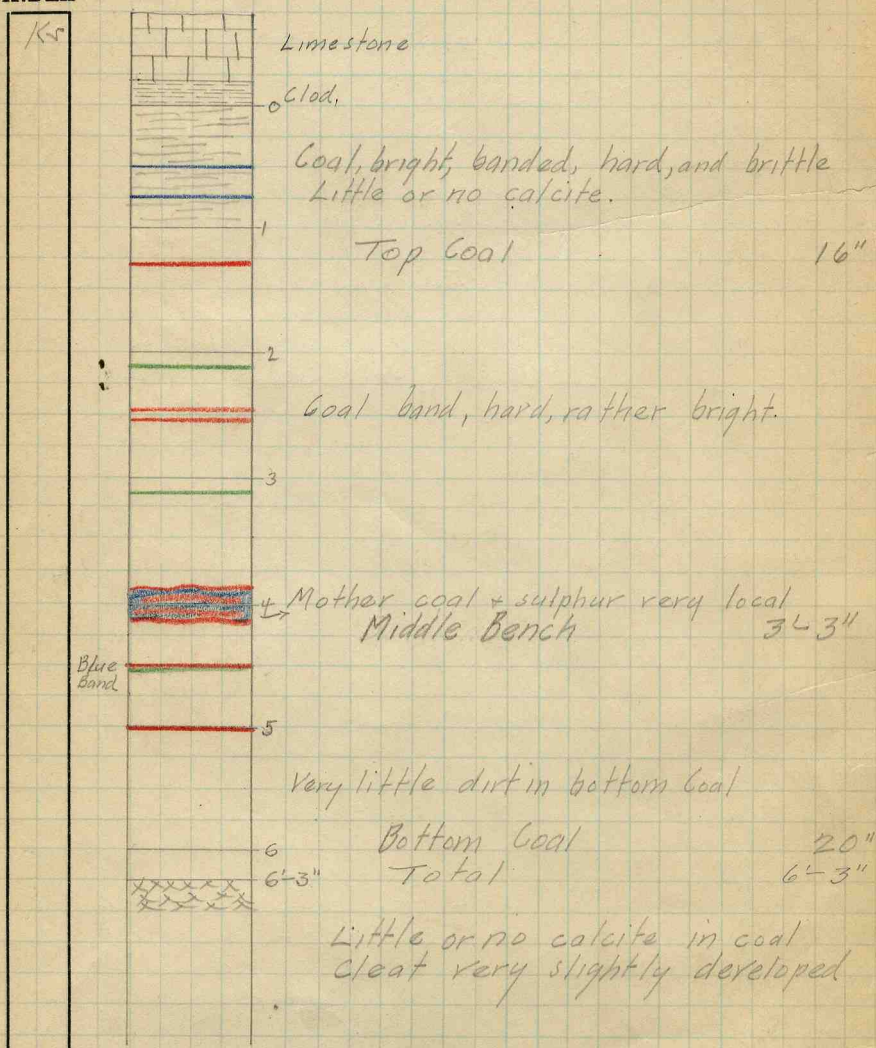 Kr
Limestone
Clod.
0
Coal, bright, banded, hard, and brittle
Little or no calcite.
1
Top Coal 16"
2
Coal band, hard, rather bright.
3
4 Mother coal + sulphur very local
Middle Bench 3'-3"
Blue
Band
5
Very little dirt in bottom Coal
Bottom Coal 20"
6
6'-3" Total 6'-3"
Little or no calcite in coal
Cleat very slightly developed